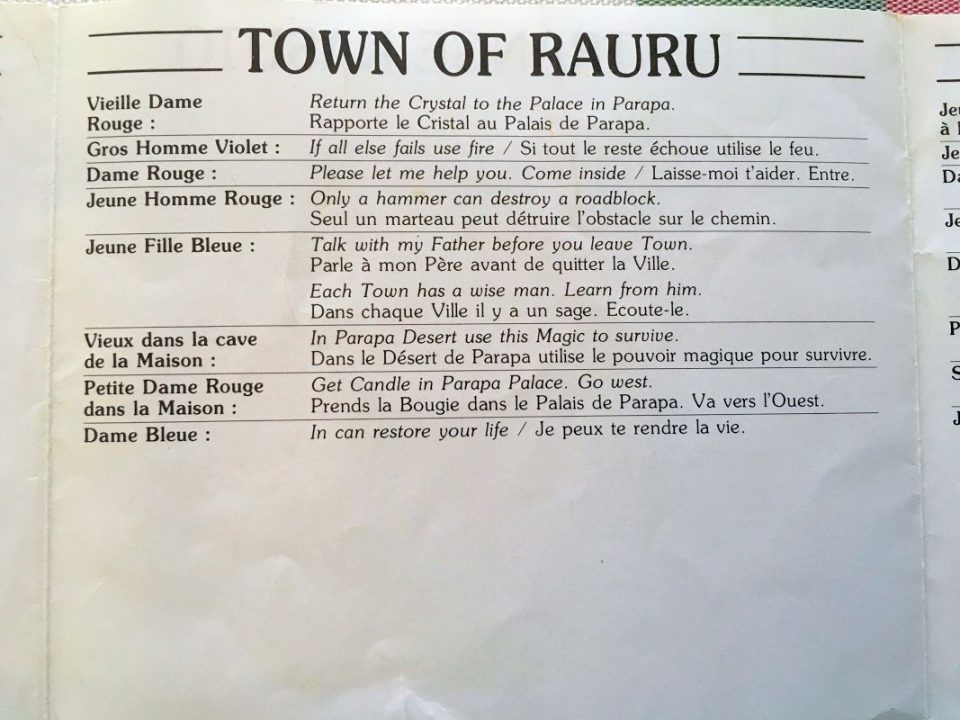 TOWN OF RAURU
Vieille Dame
Rouge :
Return the Crystal to the Palace in Parapa.
Rapporte le Cristal au Palais de Parapa.
Gros Homme Violet : If all else fails use fire / Si tout le reste échoue utilise le feu.
Dame Rouge : Please let me help you. Come inside / Laisse-moi t'aider. Entre.
Jeune Homme Rouge : Only a hammer can destroy a roadblock.
Seul un marteau peut détruire l'obstacle sur le chemin.
Jeune Fille Bleue : Talk with my Father before you leave Town.
Parle à mon Père avant de quitter la Ville.
Each Town has a wise man. Learn from him.
Dans chaque Ville il y a un sage. Ecoute-le.
Vieux dans la cave
de la Maison :
In Parapa Desert use this Magic to survive.
Dans le Désert de Parapa utilise le pouvoir magique pour survivre.
Petite Dame Rouge
dans la Maison :
Get Candle in Parapa Palace. Go west.
Prends la Bougie dans le Palais de Parapa. Va vers l'Ouest.
Dame Bleue : In can restore your life / Je peux te rendre la vie.